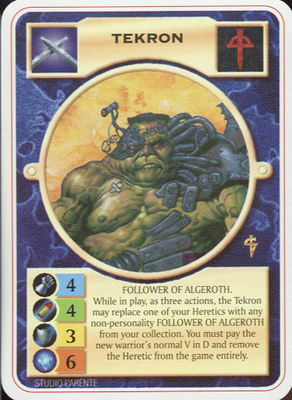 TEKRON
4
4
3
6
FOLLOWER OF ALGEROTH.
While in play, as three actions, the Tekron
may replace one of your Heretics with any
non-personality FOLLOWER OF ALGEROTH
from your collection. You must pay the
new warrior's normal V in D and remove
the Heretic from the game entirely.
STUDIO PARENTE